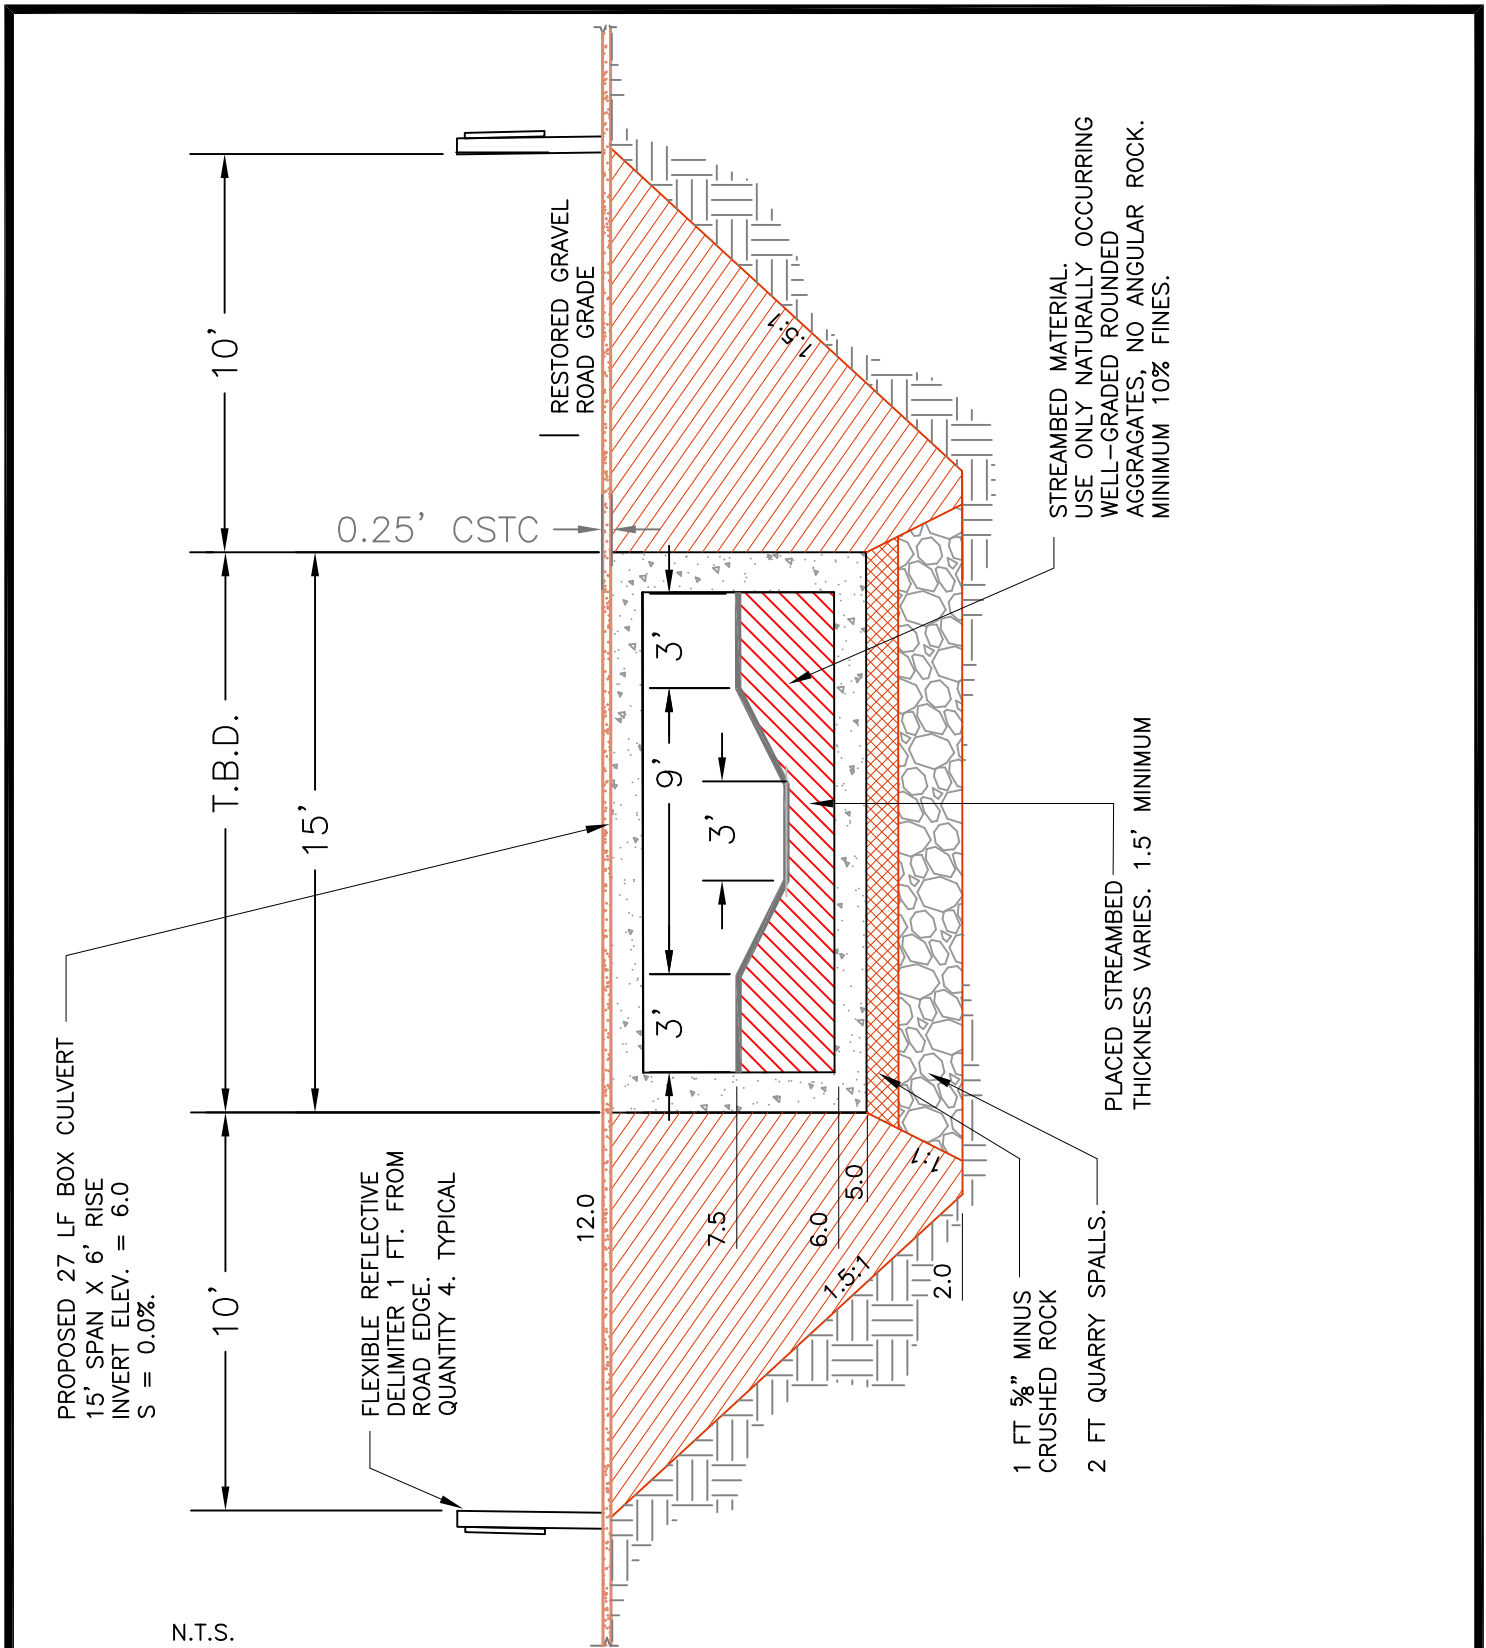 PROPOSED 27 LF BOX CULVERT
15' SPAN X 6' RISE
INVERT ELEV. = 6.0
S = 0.0%.
10'
T.B.D.
10'
15'
FLEXIBLE REFLECTIVE
DELIMITER 1 FT. FROM
ROAD EDGE.
QUANTITY 4. TYPICAL
0.25' CSTC
RESTORED GRAVEL
ROAD GRADE
12.0
3'
9'
3'
3'
7.5
6.0
5.0
2.0
1.5:1
1.5:1
1:1
1 FT ⅝" MINUS
CRUSHED ROCK
2 FT QUARRY SPALLS.
PLACED STREAMBED
THICKNESS VARIES. 1.5' MINIMUM
STREAMBED MATERIAL.
USE ONLY NATURALLY OCCURRING
WELL-GRADED ROUNDED
AGGRAGATES, NO ANGULAR ROCK.
MINIMUM 10% FINES.
N.T.S.